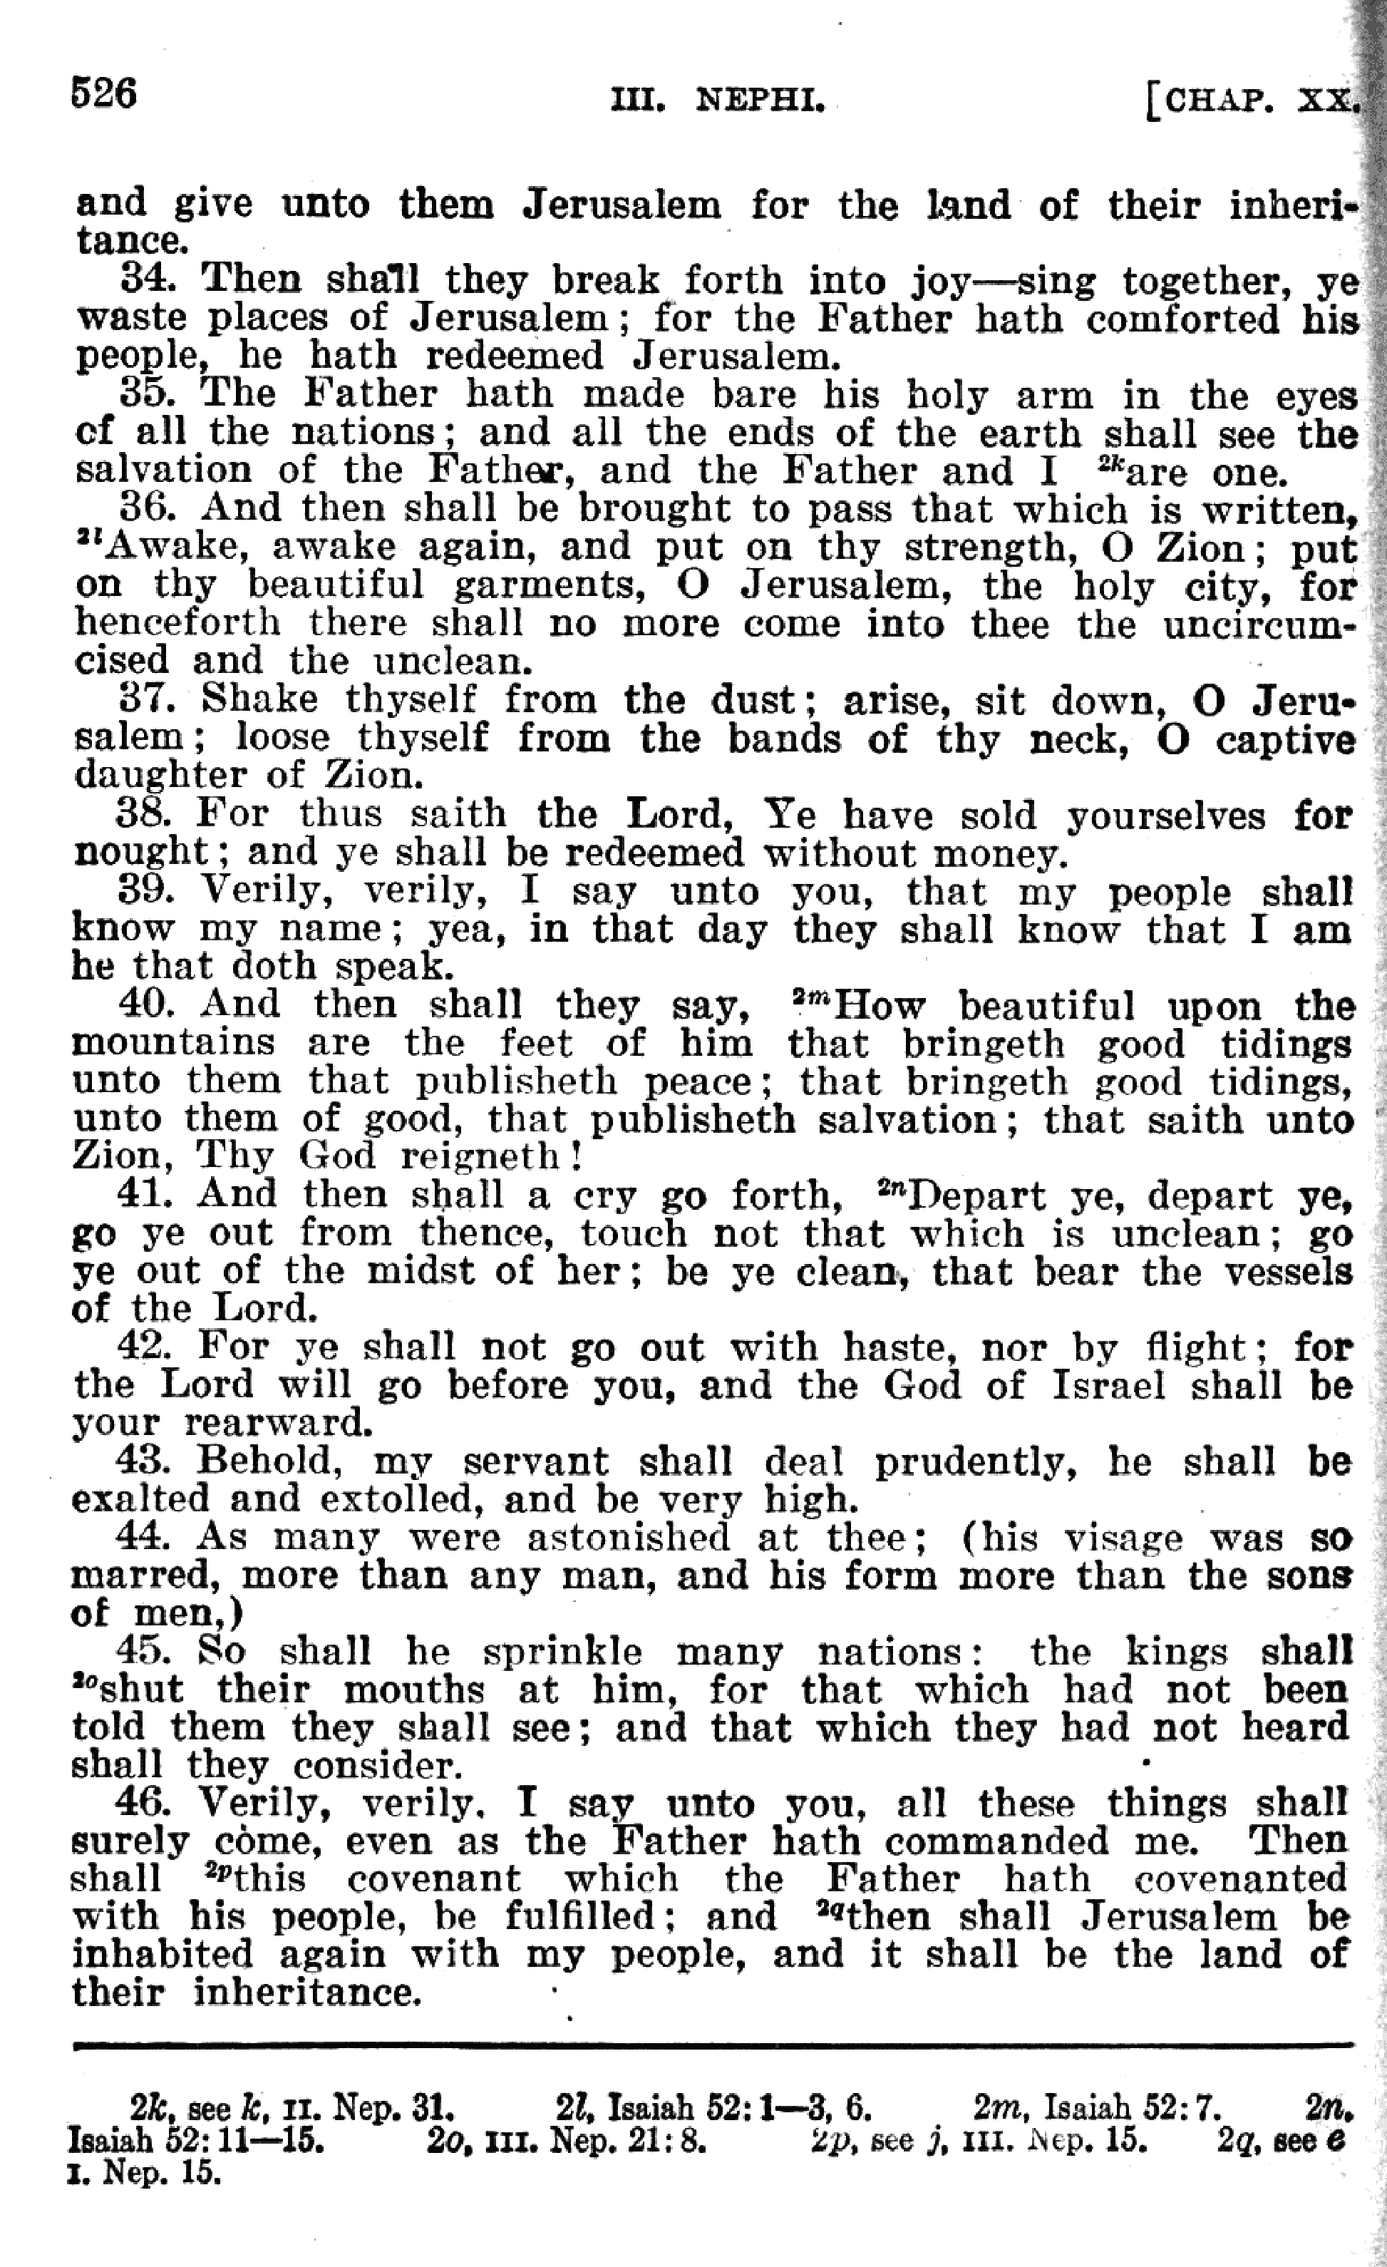 526 III. NEPHI. [CHAP. XX.
and give unto them Jerusalem for the land of their inheri-
tance.
34. Then shall they break forth into joy—sing together, ye
waste places of Jerusalem; for the Father hath comforted his
people, he hath redeemed Jerusalem.
35. The Father hath made bare his holy arm in the eyes
of all the nations; and all the ends of the earth shall see the
salvation of the Father, and the Father and I 2kare one.
36. And then shall be brought to pass that which is written,
2lAwake, awake again, and put on thy strength, O Zion; put
on thy beautiful garments, O Jerusalem, the holy city, for
henceforth there shall no more come into thee the uncircum-
cised and the unclean.
37. Shake thyself from the dust; arise, sit down, O Jeru-
salem; loose thyself from the bands of thy neck, O captive
daughter of Zion.
38. For thus saith the Lord, Ye have sold yourselves for
nought; and ye shall be redeemed without money.
39. Verily, verily, I say unto you, that my people shall
know my name; yea, in that day they shall know that I am
he that doth speak.
40. And then shall they say, 2mHow beautiful upon the
mountains are the feet of him that bringeth good tidings
unto them that publisheth peace; that bringeth good tidings,
unto them of good, that publisheth salvation; that saith unto
Zion, Thy God reigneth!
41. And then shall a cry go forth, 2nDepart ye, depart ye,
go ye out from thence, touch not that which is unclean; go
ye out of the midst of her; be ye clean, that bear the vessels
of the Lord.
42. For ye shall not go out with haste, nor by flight; for
the Lord will go before you, and the God of Israel shall be
your rearward.
43. Behold, my servant shall deal prudently, he shall be
exalted and extolled, and be very high.
44. As many were astonished at thee; (his visage was so
marred, more than any man, and his form more than the sons
of men,)
45. So shall he sprinkle many nations: the kings shall
2oshut their mouths at him, for that which had not been
told them they shall see; and that which they had not heard
shall they consider.
46. Verily, verily, I say unto you, all these things shall
surely come, even as the Father hath commanded me. Then
shall 2pthis covenant which the Father hath covenanted
with his people, be fulfilled; and 2qthen shall Jerusalem be
inhabited again with my people, and it shall be the land of
their inheritance.
2k, see k, II. Nep. 31. 2l, Isaiah 52:1—3, 6. 2m, Isaiah 52:7. 2n,
Isaiah 52:11—15. 2o, III. Nep. 21:8. 2p, see j, III. Nep. 15. 2q, see e
I. Nep. 15.